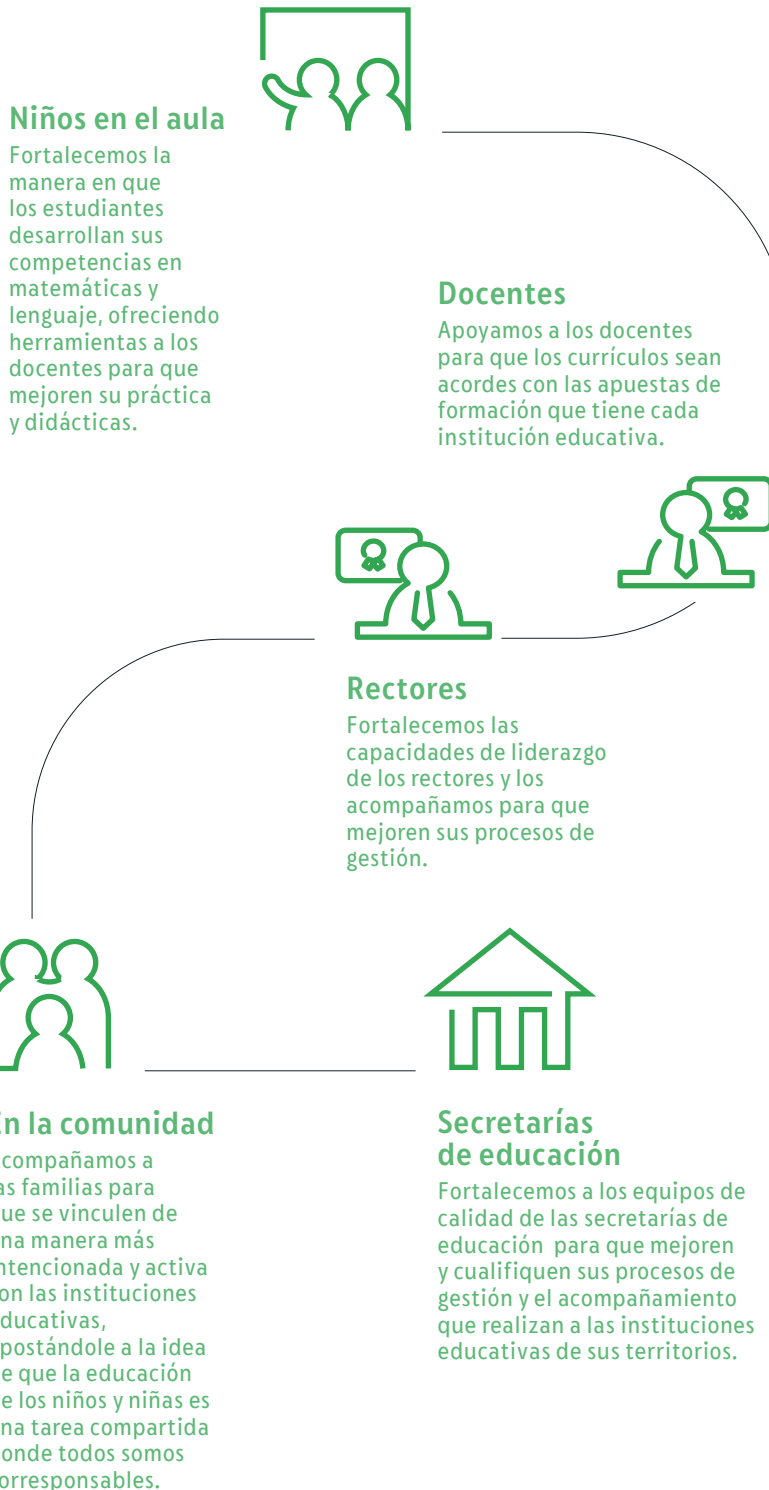 Niños en el aula
Fortalecemos la
manera en que
los estudiantes
desarrollan sus
competencias en
matemáticas y
lenguaje, ofreciendo
herramientas a los
docentes para que
mejoren su práctica
y didácticas.
Docentes
Apoyamos a los docentes
para que los currículos sean
acordes con las apuestas de
formación que tiene cada
institución educativa.
Rectores
Fortalecemos las
capacidades de liderazgo
de los rectores y los
acompañamos para que
mejoren sus procesos de
gestión.
En la comunidad
compañamos a
as familias para
ue se vinculen de
na manera más
ntencionada y activa
on las instituciones
ducativas,
postándole a la idea
e que la educación
e los niños y niñas es
na tarea compartida
onde todos somos
orresponsables.
Secretarías
de educación
Fortalecemos a los equipos de
calidad de las secretarías de
educación para que mejoren
y cualifiquen sus procesos de
gestión y el acompañamiento
que realizan a las instituciones
educativas de sus territorios.